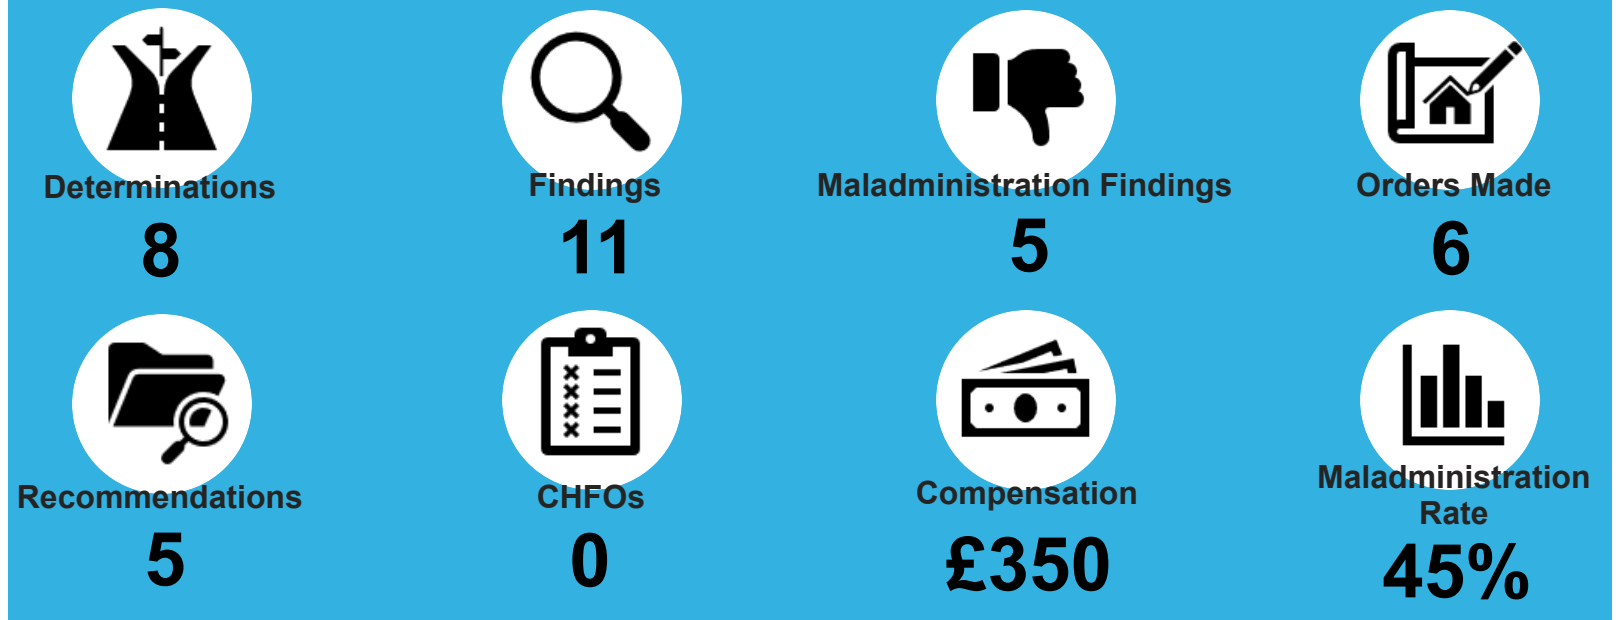 Determinations
8
Findings
11
Maladministration Findings
5
Orders Made
6
Recommendations
5
CHFOs
0
Compensation
£350
Maladministration
Rate
45%